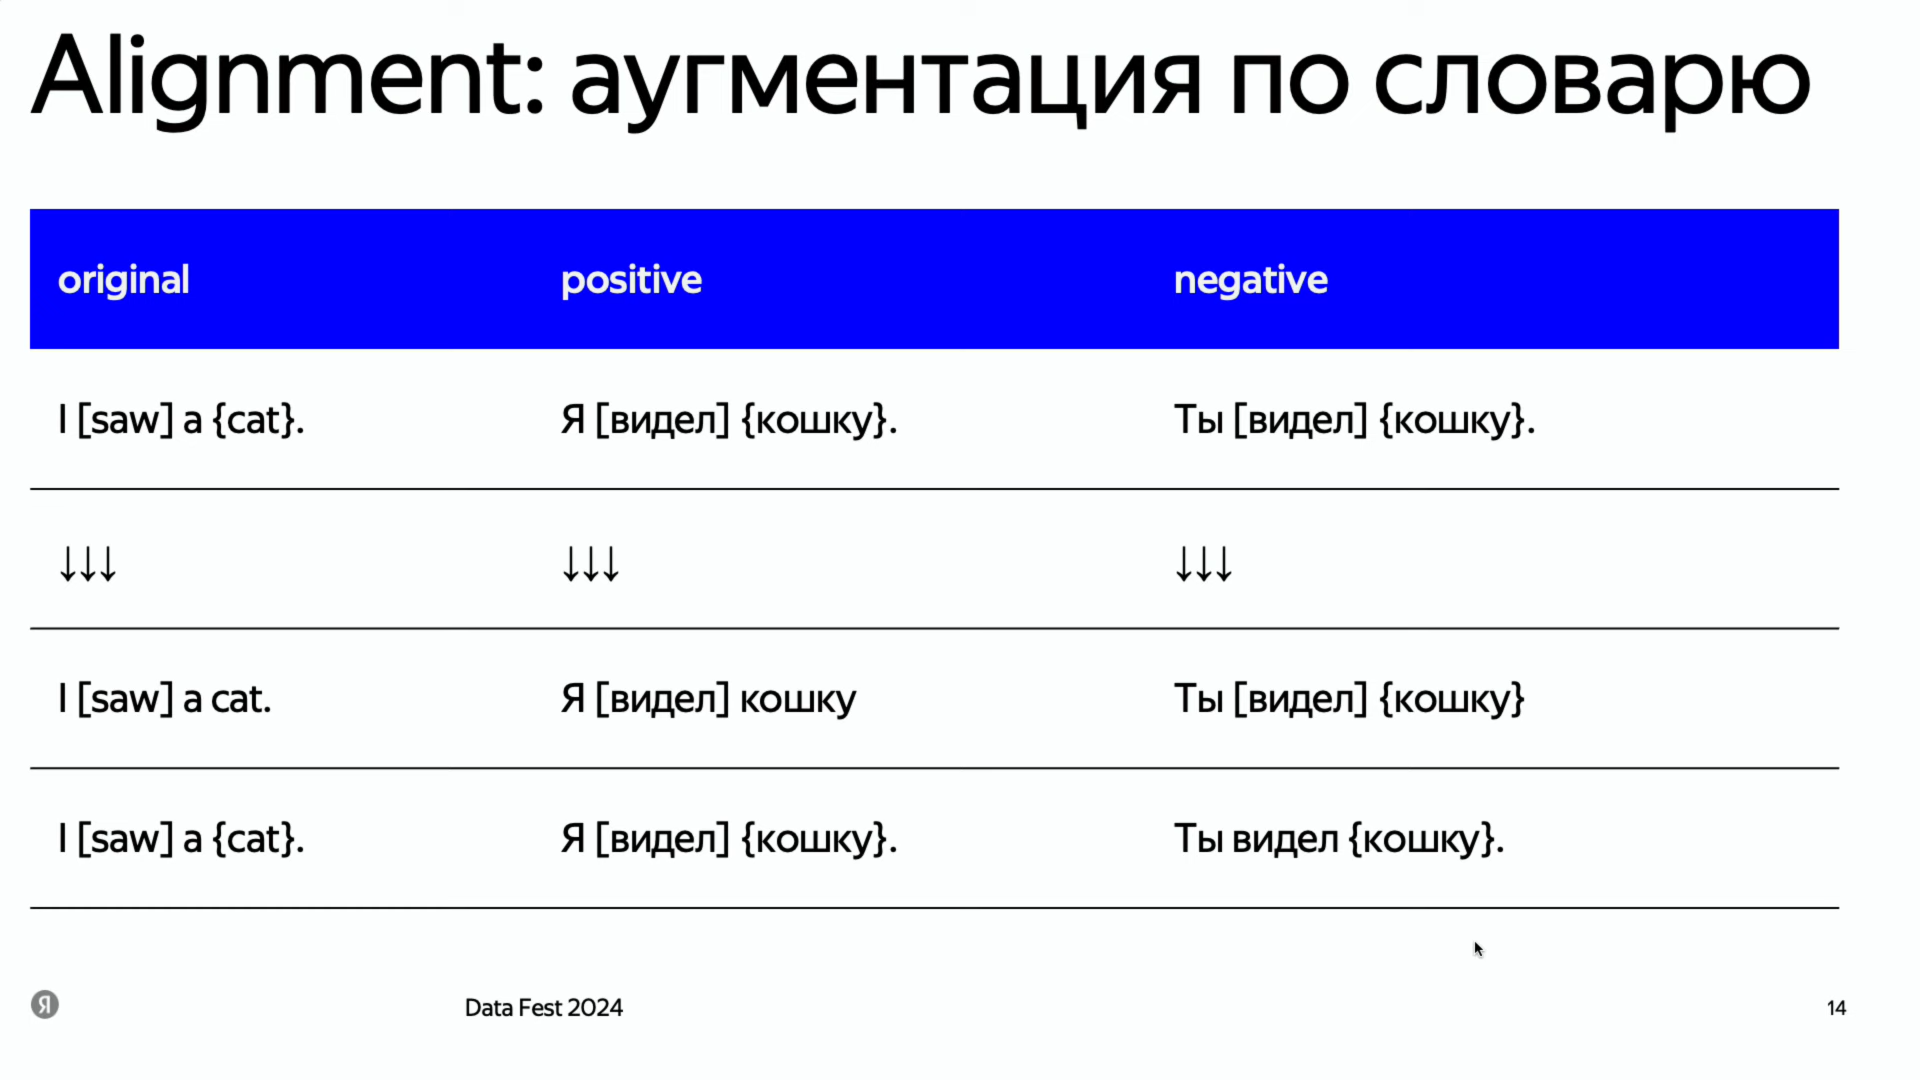 Alignment: аугментация по словарю
original positive negative
I [saw] a {cat}. Я [видел] {кошку}. Ты [видел] {кошку}.
↓↓↓ ↓↓↓ ↓↓↓
I [saw] a cat. Я [видел] кошку Ты [видел] {кошку}
I [saw] a {cat}. Я [видел] {кошку}. Ты видел {кошку}.
Я Data Fest 2024 14